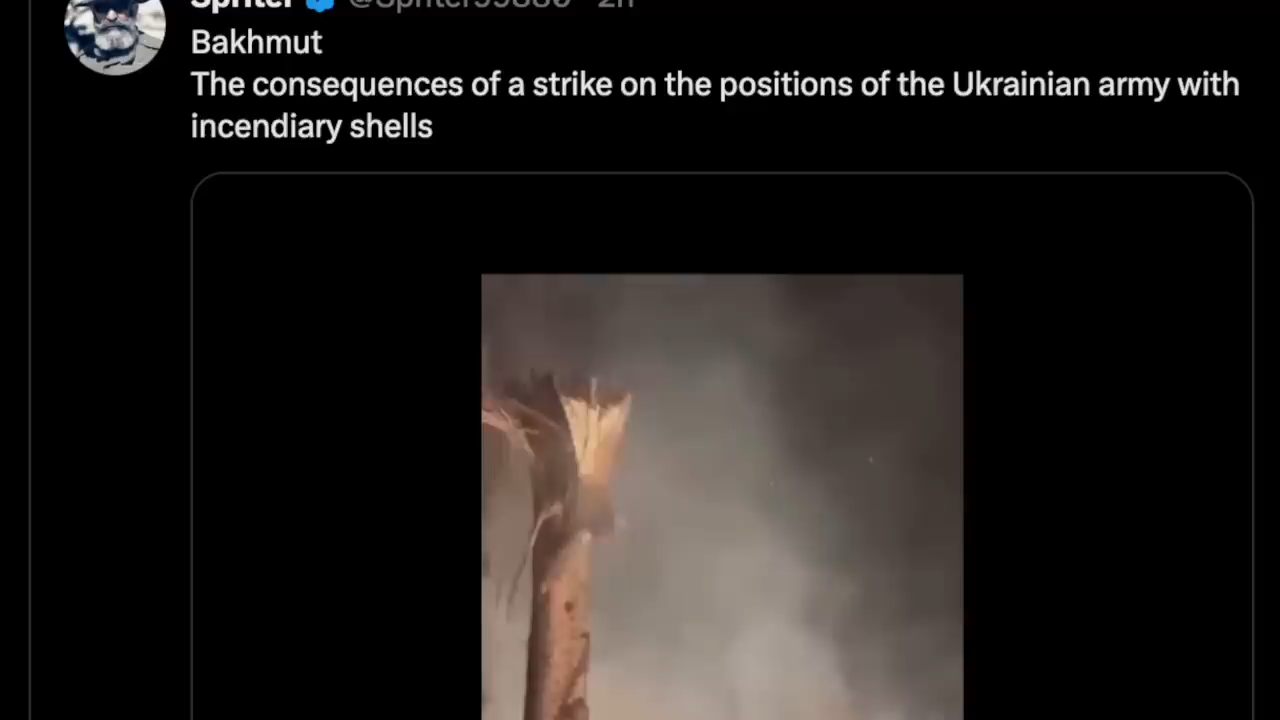 Bakhmut
The consequences of a strike on the positions of the Ukrainian army with
incendiary shells